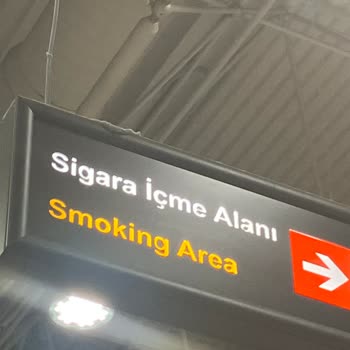 Sigara İçme Alanı
Smoking Area